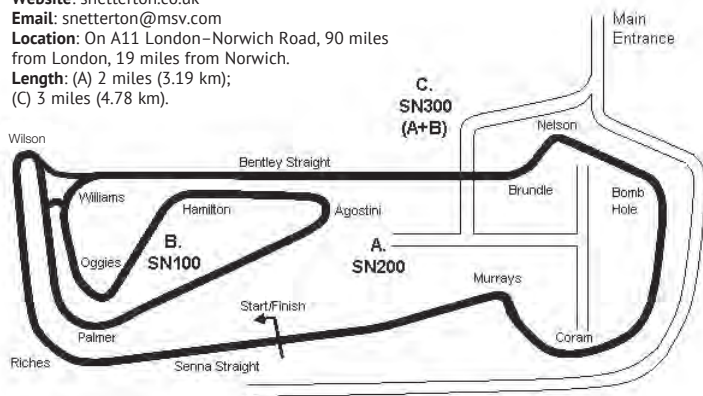 Website: snetterton.co.uk
Email: snetterton@msv.com
Location: On A11 London–Norwich Road, 90 miles
from London, 19 miles from Norwich.
Length: (A) 2 miles (3.19 km);
(C) 3 miles (4.78 km).
Main
Entrance
C.
SN300
(A+B)
Nelson
Wilson
Bentley Straight
Williams
Hamilton
Agostini
Brundle
Bomb
Hole
Oggies
B.
SN100
A.
SN200
Murrays
Start/Finish
Palmer
Coram
Riches
Senna Straight